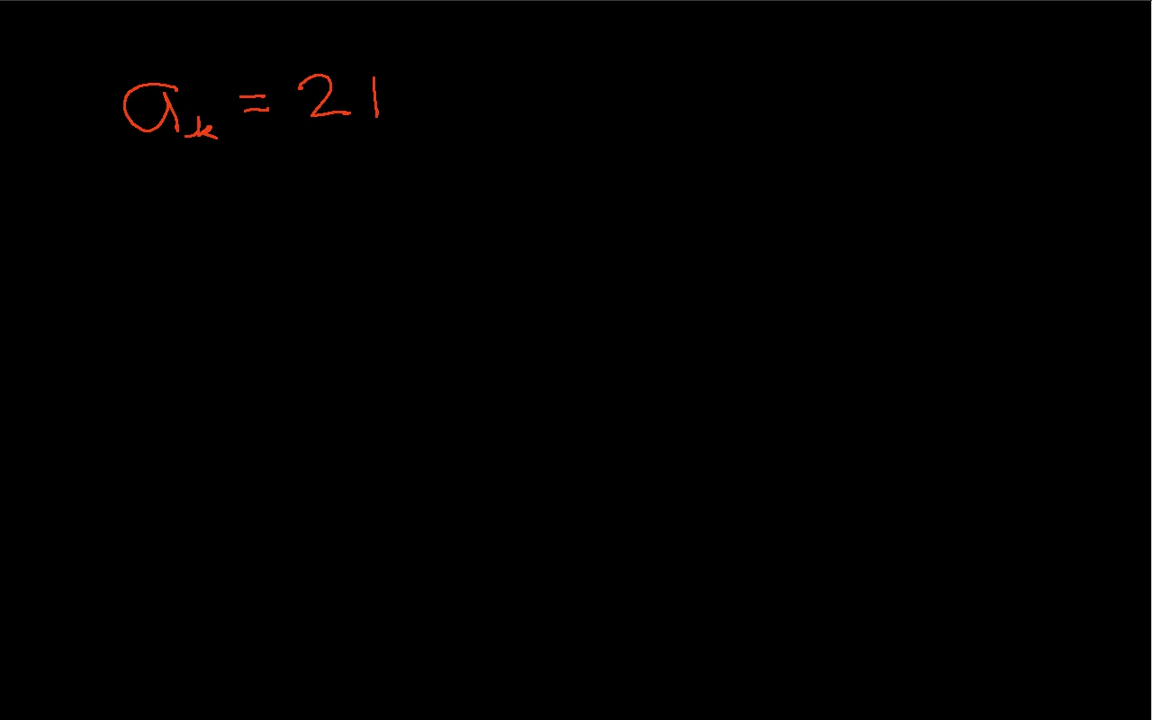 a_k = 21